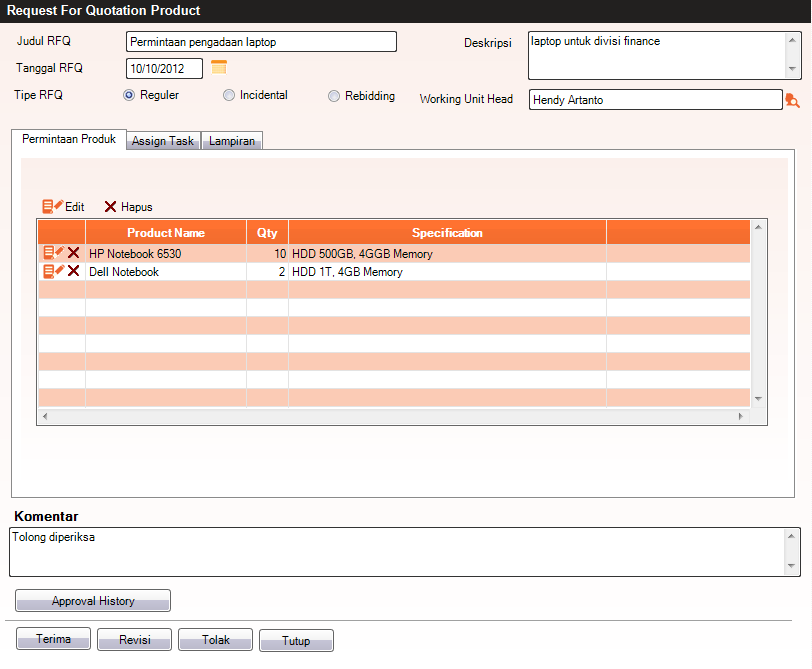 Request For Quotation Product
Judul RFQ Permintaan pengadaan laptop Deskripsi laptop untuk divisi finance
Tanggal RFQ 10/10/2012
Tipe RFQ Reguler Incidental Rebidding Working Unit Head Hendy Artanto
Permintaan Produk Assign Task Lampiran
Edit Hapus
Product Name Qty Specification
HP Notebook 6530 10 HDD 500GB, 4GGB Memory
Dell Notebook 2 HDD 1T, 4GB Memory
Komentar
Tolong diperiksa
Approval History
Terima Revisi Tolak Tutup